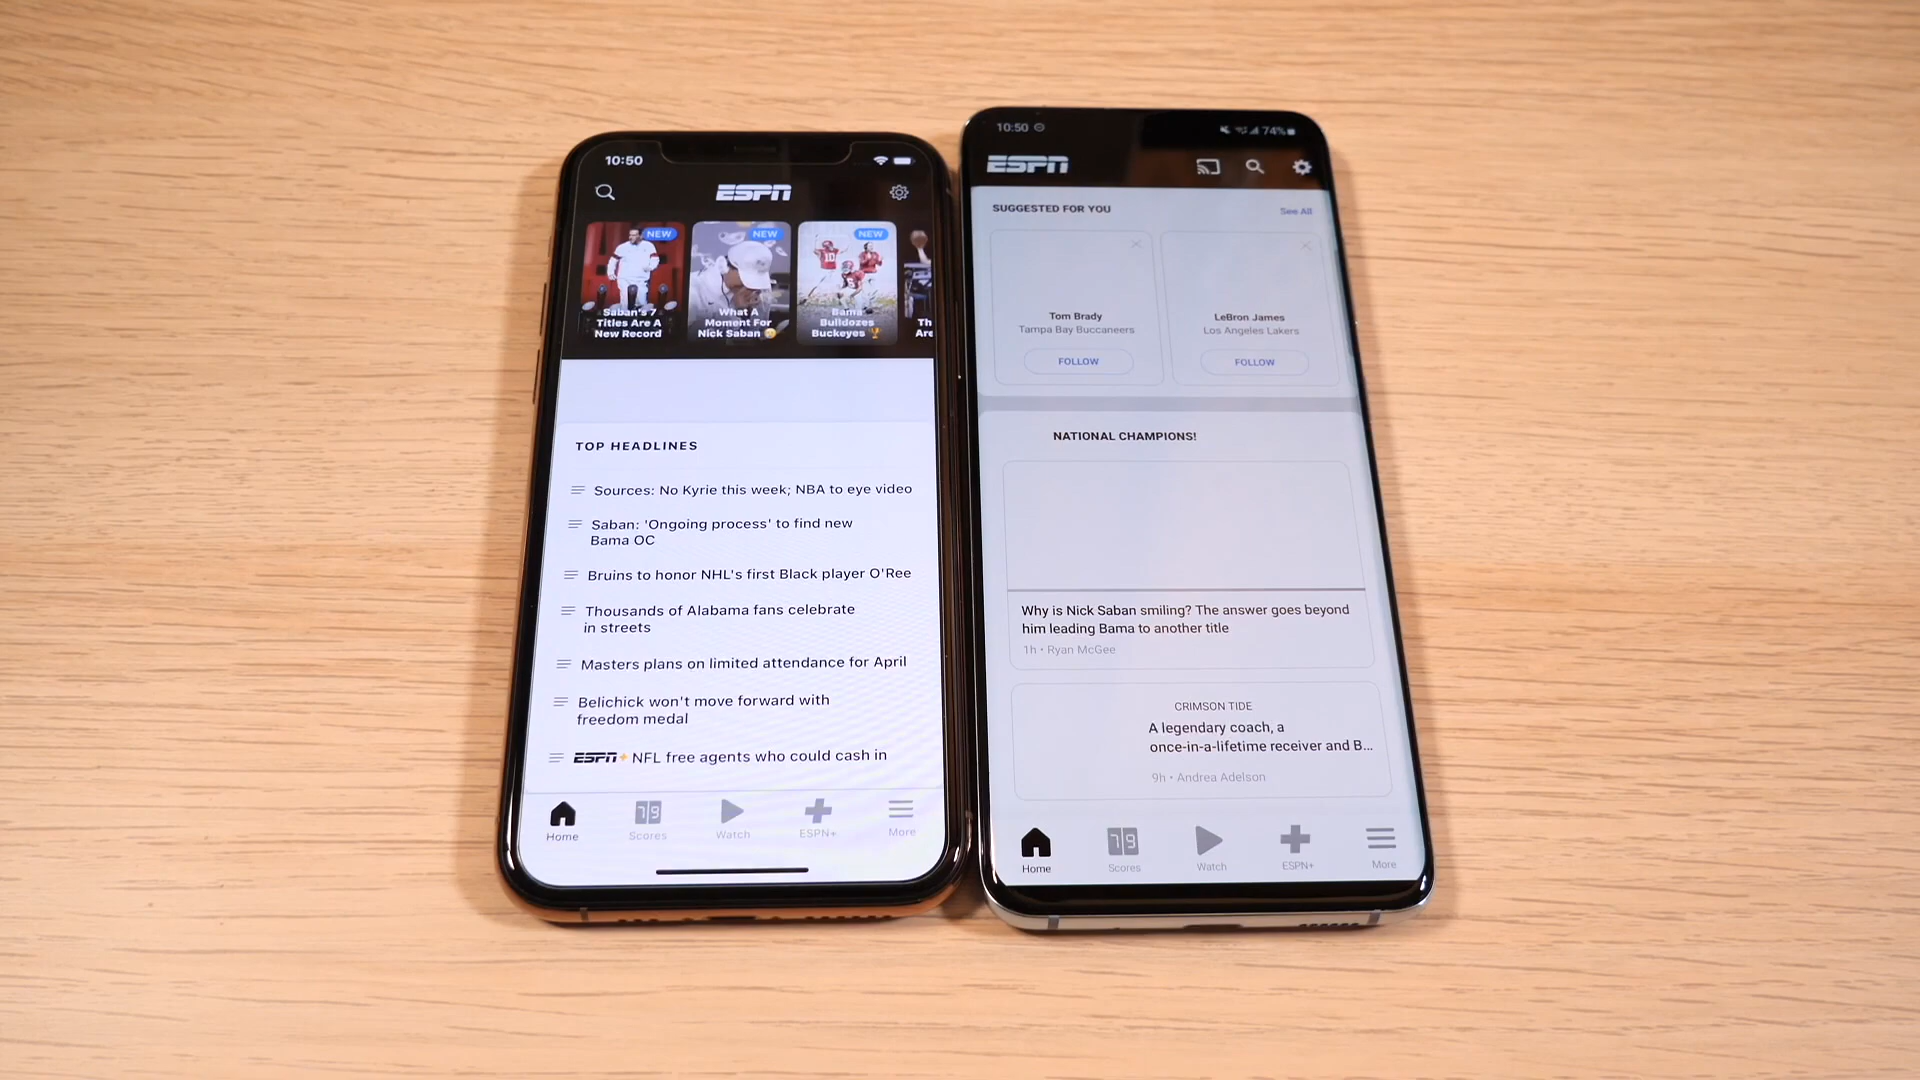 10:50
ESPN
NEW
Saban's 7
Titles Are A
New Record
NEW
What A
Moment For
Nick Saban
NEW
10
Bama
Bulldozes
Buckeyes
Th
Are
TOP HEADLINES
Sources: No Kyrie this week; NBA to eye video
Saban: 'Ongoing process' to find new
Bama OC
Bruins to honor NHL's first Black player O'Ree
Thousands of Alabama fans celebrate
in streets
Masters plans on limited attendance for April
Belichick won't move forward with
freedom medal
ESPN+ NFL free agents who could cash in
Home
79
Scores
Watch
ESPN+
More
10:50
74%
ESPN
SUGGESTED FOR YOU
See All
Tom Brady
Tampa Bay Buccaneers
FOLLOW
LeBron James
Los Angeles Lakers
FOLLOW
NATIONAL CHAMPIONS!
Why is Nick Saban smiling? The answer goes beyond
him leading Bama to another title
1h • Ryan McGee
CRIMSON TIDE
A legendary coach, a
once-in-a-lifetime receiver and B...
9h • Andrea Adelson
Home
79
Scores
Watch
ESPN+
More